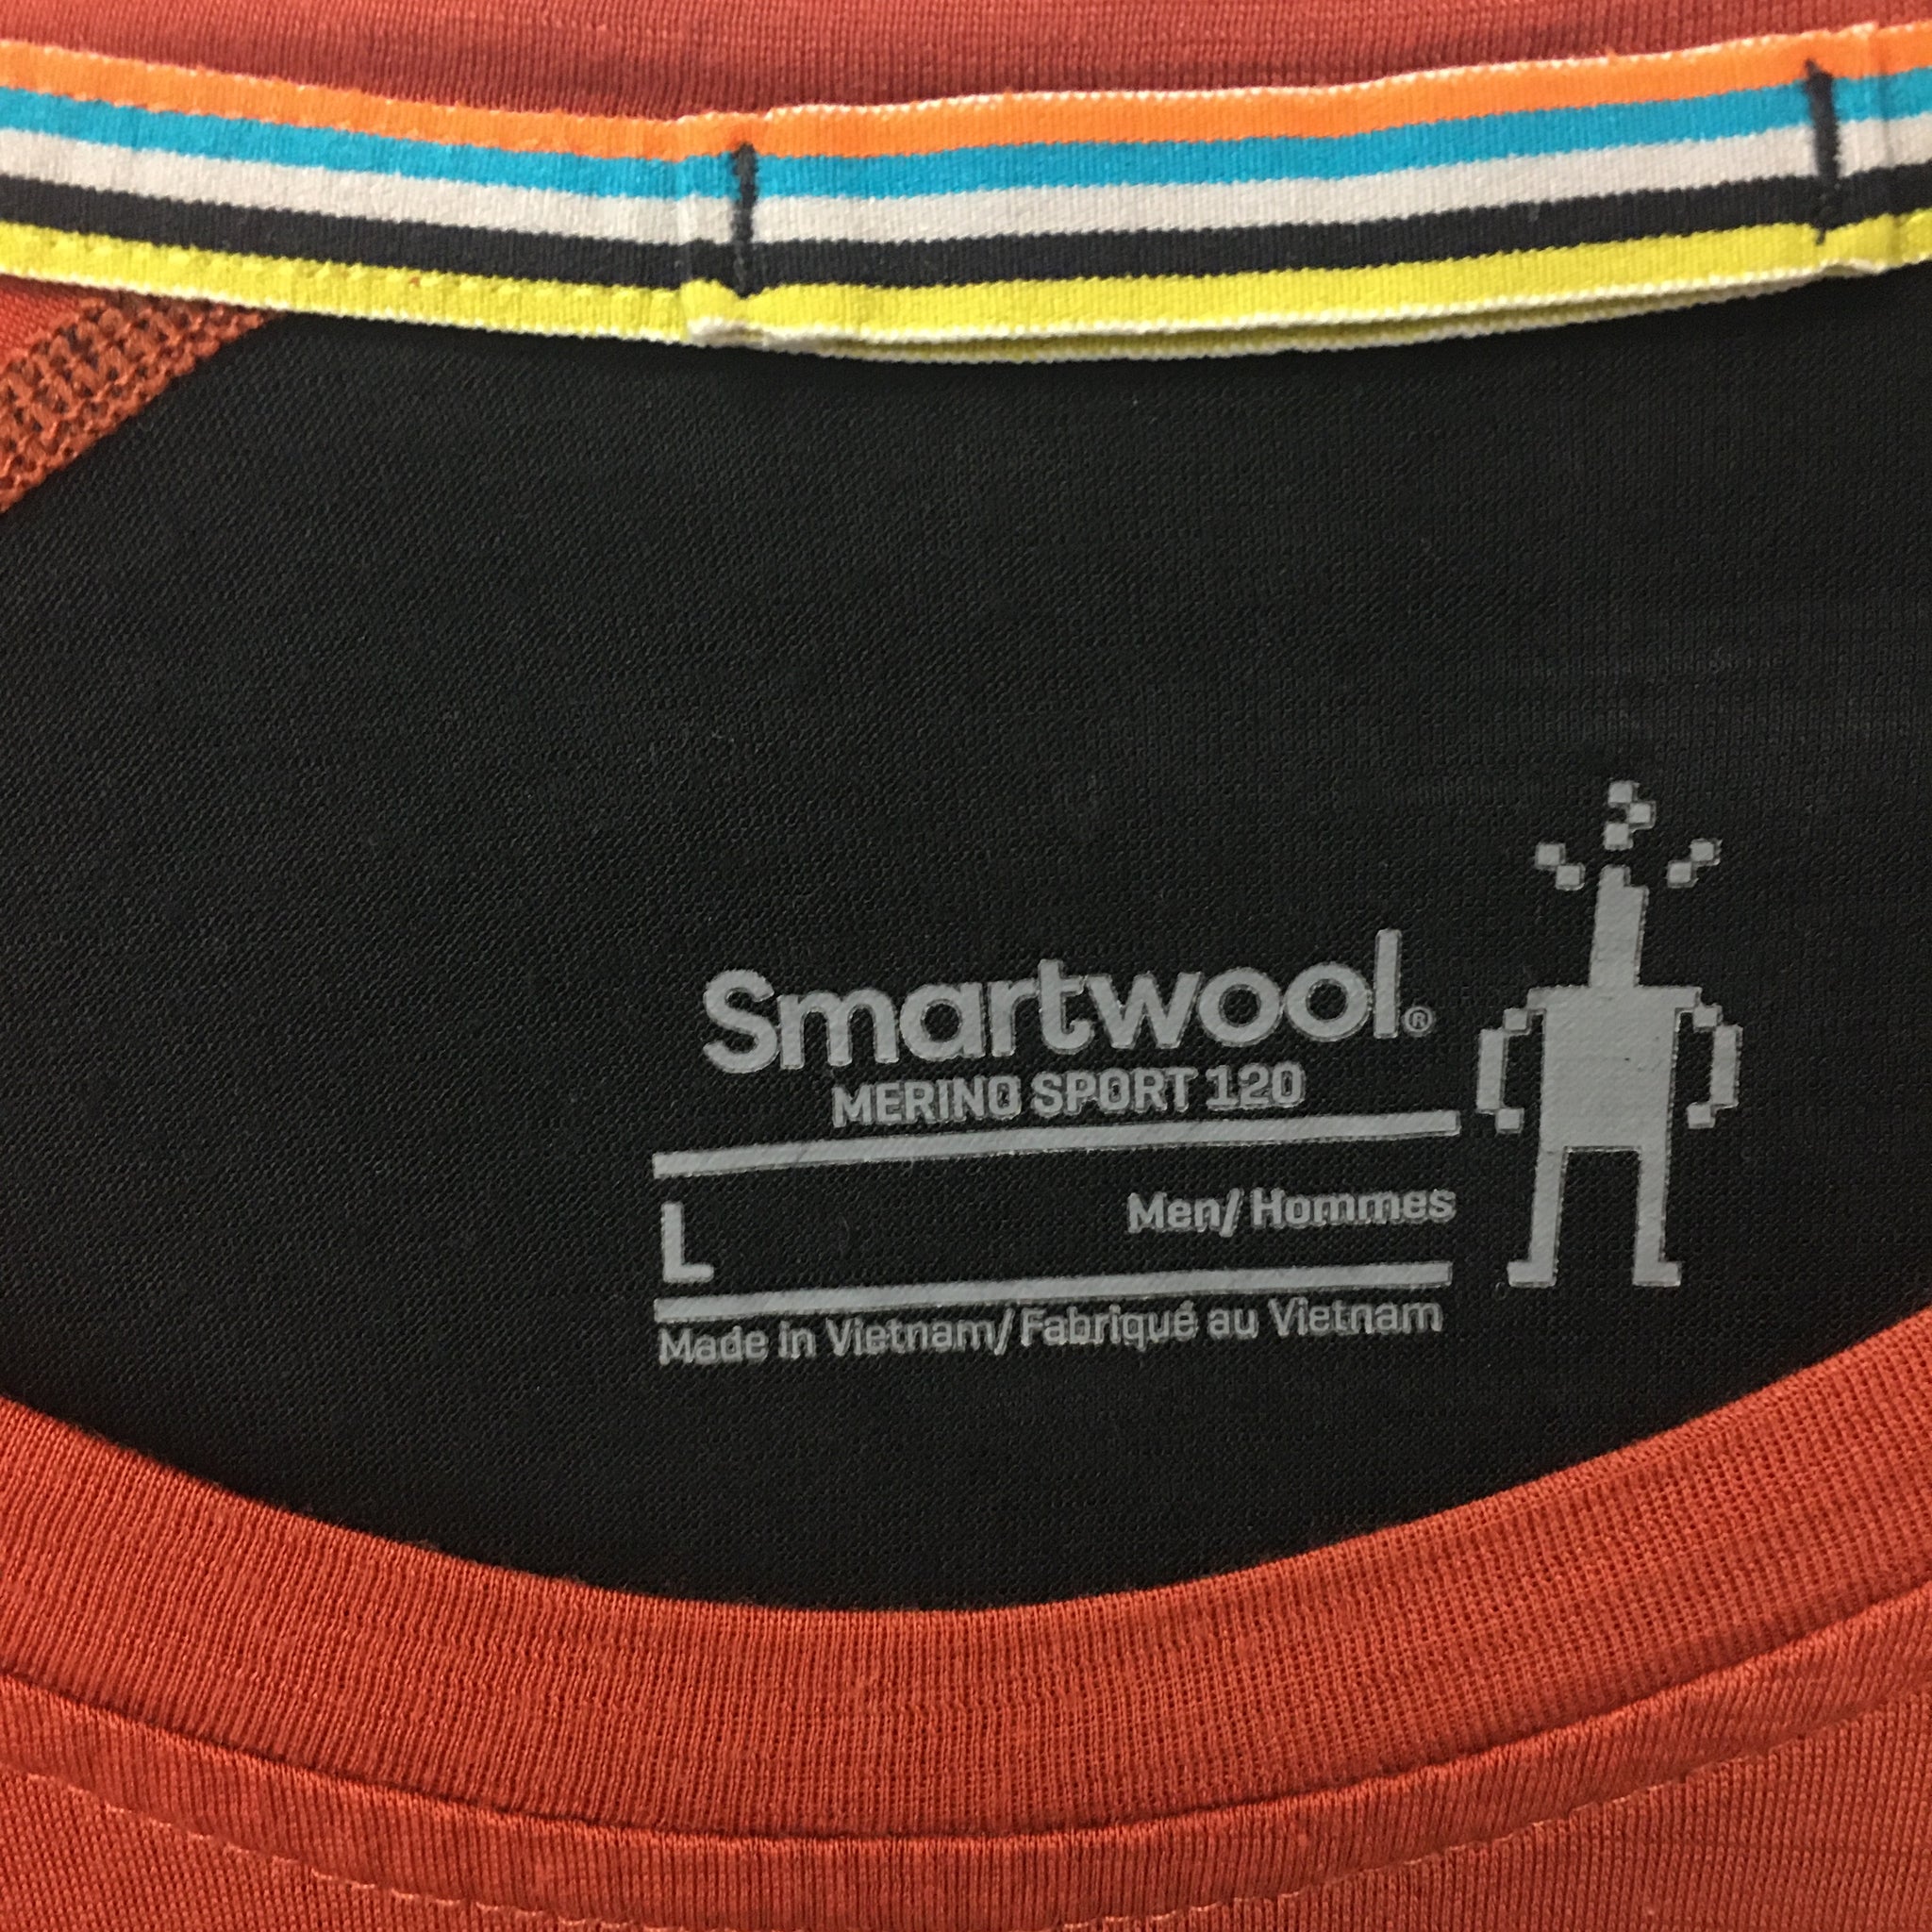 Smartwool®
MERINO SPORT 120
L
Men/Hommes
Made in Vietnam/Fabriqué au Vietnam